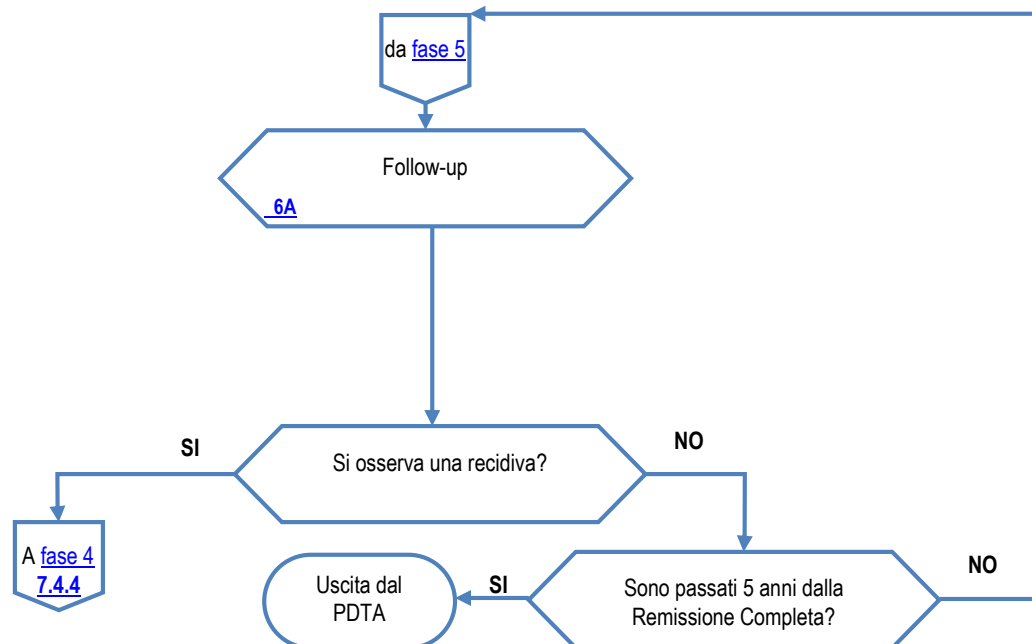 da fase 5
Follow-up
6A
SI
NO
Si osserva una recidiva?
A fase 4
7.4.4
Uscita dal
PDTA
SI
Sono passati 5 anni dalla
Remissione Completa?
NO